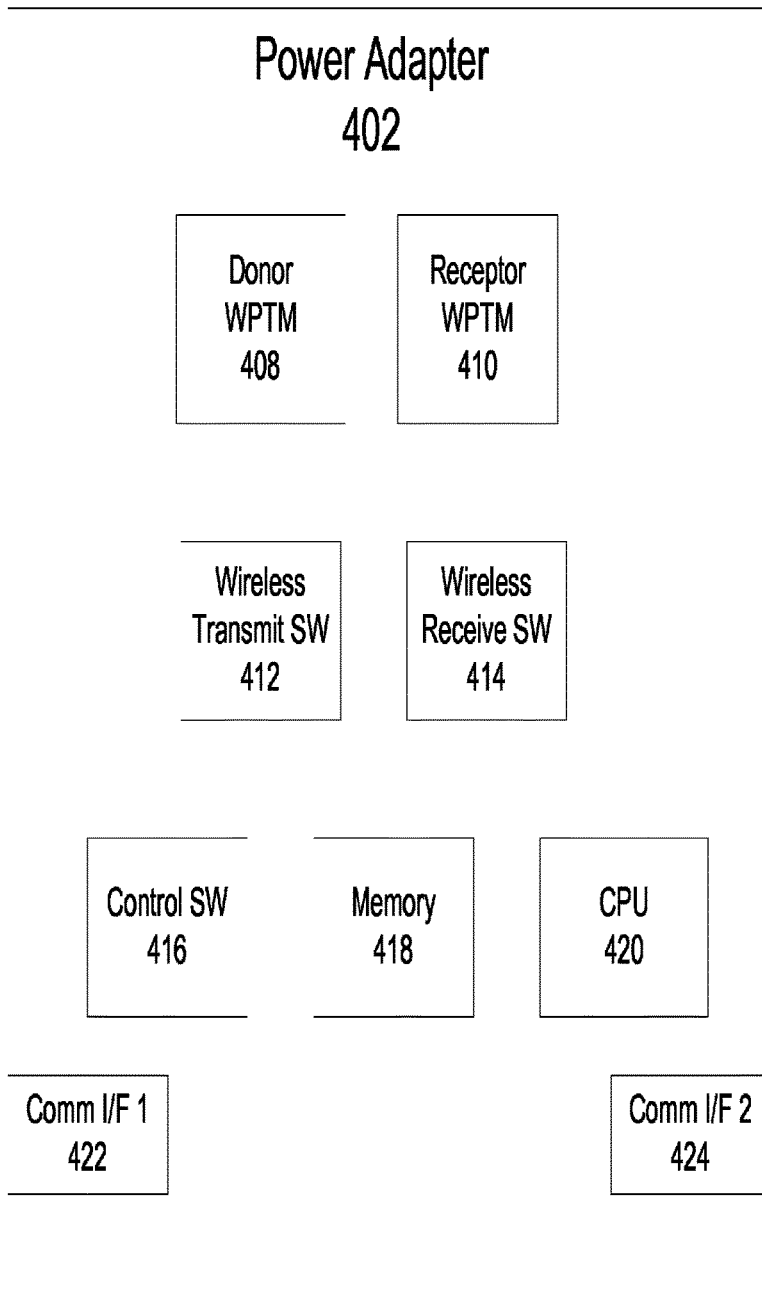 Power Adapter
402
Donor
WPTM
408
Receptor
WPTM
410
Wireless
Transmit SW
412
Wireless
Receive SW
414
Control SW
416
Memory
418
CPU
420
Comm I/F 1
422
Comm I/F 2
424